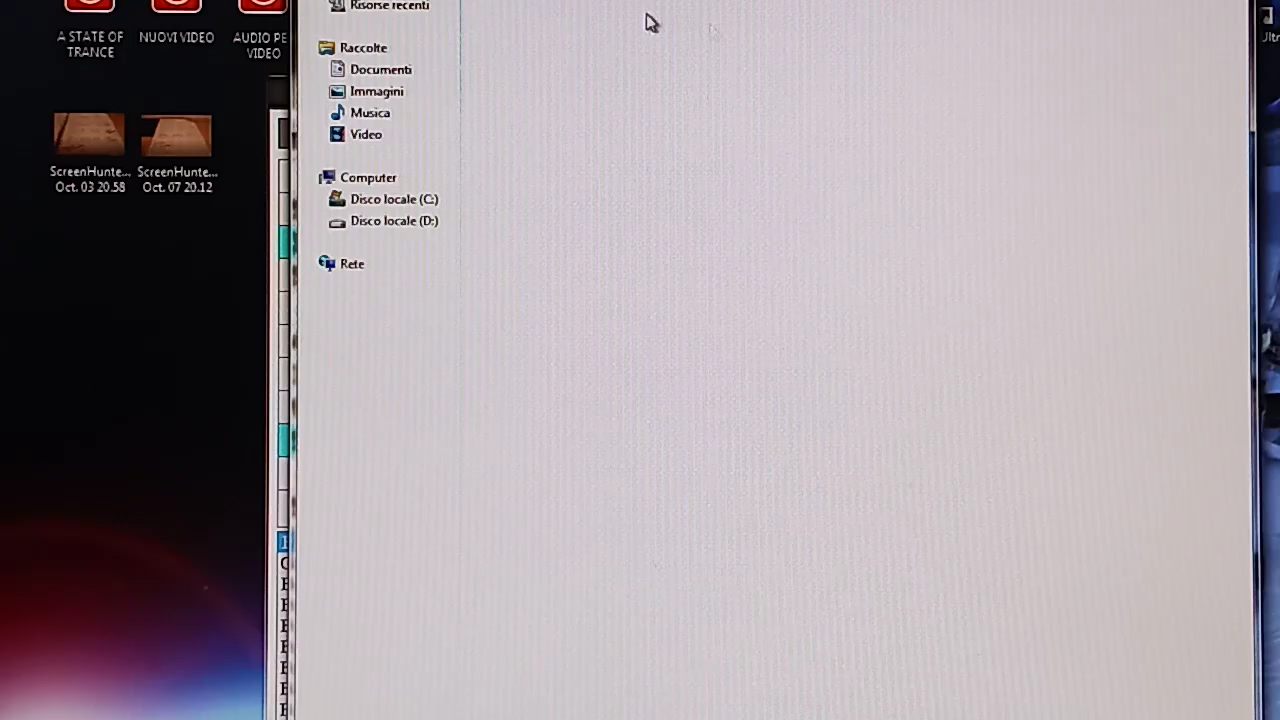 A STATE OF
TRANCE
NUOVI VIDEO
AUDIO PE
VIDEO
ScreenHunte...
Oct. 03 20.58
ScreenHunte...
Oct. 07 20.12
Risorse recenti
Raccolte
Documenti
Immagini
Musica
Video
Computer
Disco locale (C:)
Disco locale (D:)
Rete
Ultr